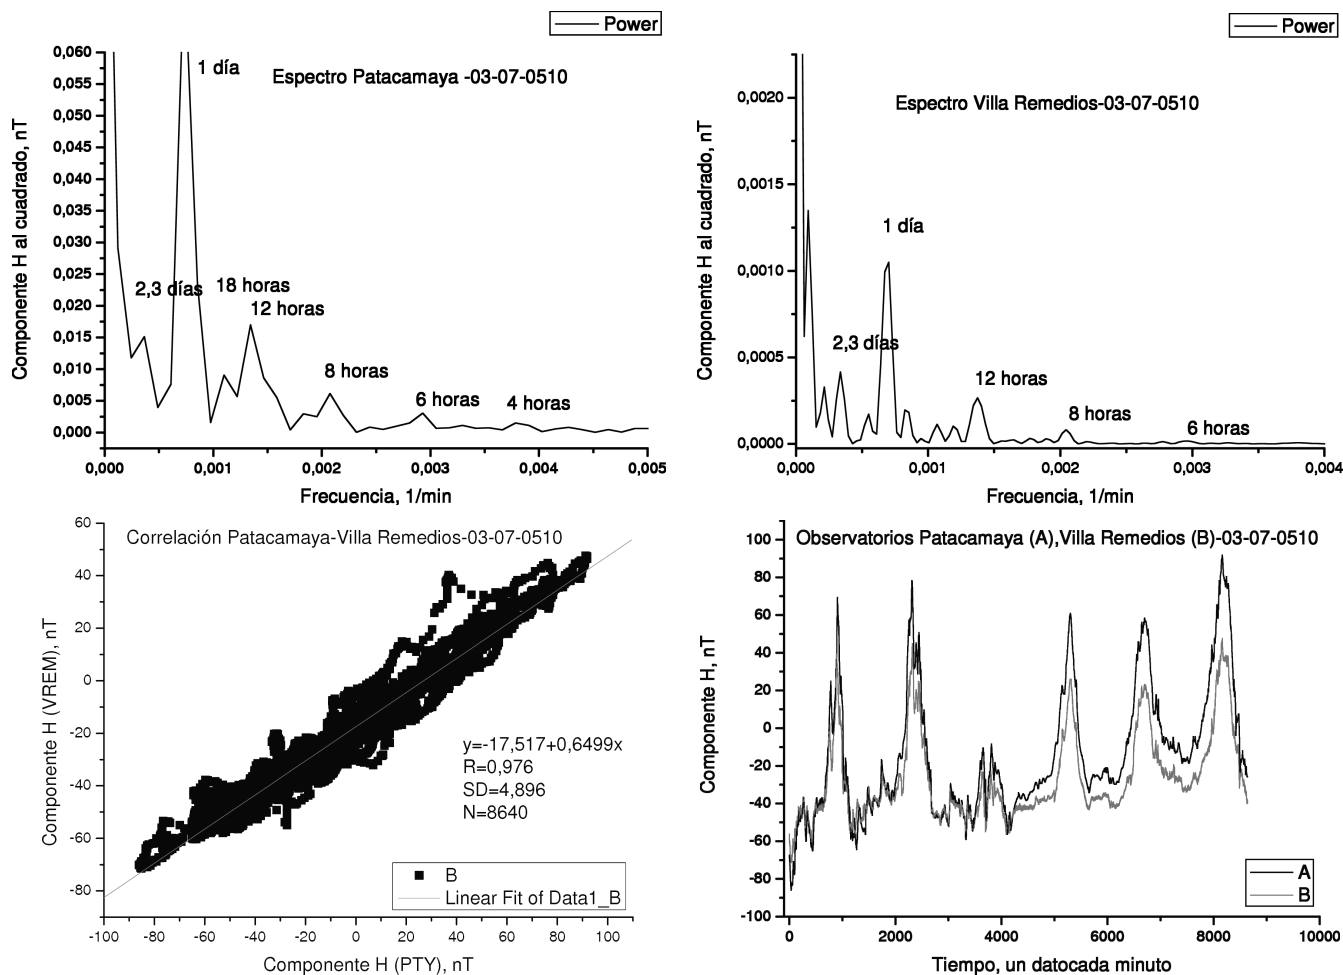 Power
Espectro Patacamaya -03-07-0510
Componente H al cuadrado, nT
0,060
0,055
0,050
0,045
0,040
0,035
0,030
0,025
0,020
0,015
0,010
0,005
0,000
1 día
2,3 días
18 horas
12 horas
8 horas
6 horas
4 horas
0,000 0,001 0,002 0,003 0,004 0,005
Frecuencia, 1/min
Power
Espectro Villa Remedios-03-07-0510
Componente H al cuadrado, nT
0,0020
0,0015
0,0010
0,0005
0,0000
1 día
2,3 días
12 horas
8 horas
6 horas
0,000 0,001 0,002 0,003 0,004
Frecuencia, 1/min
Correlación Patacamaya-Villa Remedios-03-07-0510
Componente H (VREM), nT
60
40
20
0
-20
-40
-60
-80
y=-17,517+0,6499x
R=0,976
SD=4,896
N=8640
B
Linear Fit of Data1_B
-100 -80 -60 -40 -20 0 20 40 60 80 100
Componente H (PTY), nT
Observatorios Patacamaya (A),Villa Remedios (B)-03-07-0510
Componente H, nT
100
80
60
40
20
0
-20
-40
-60
-80
-100
A
B
0 2000 4000 6000 8000 10000
Tiempo, un datocada minuto